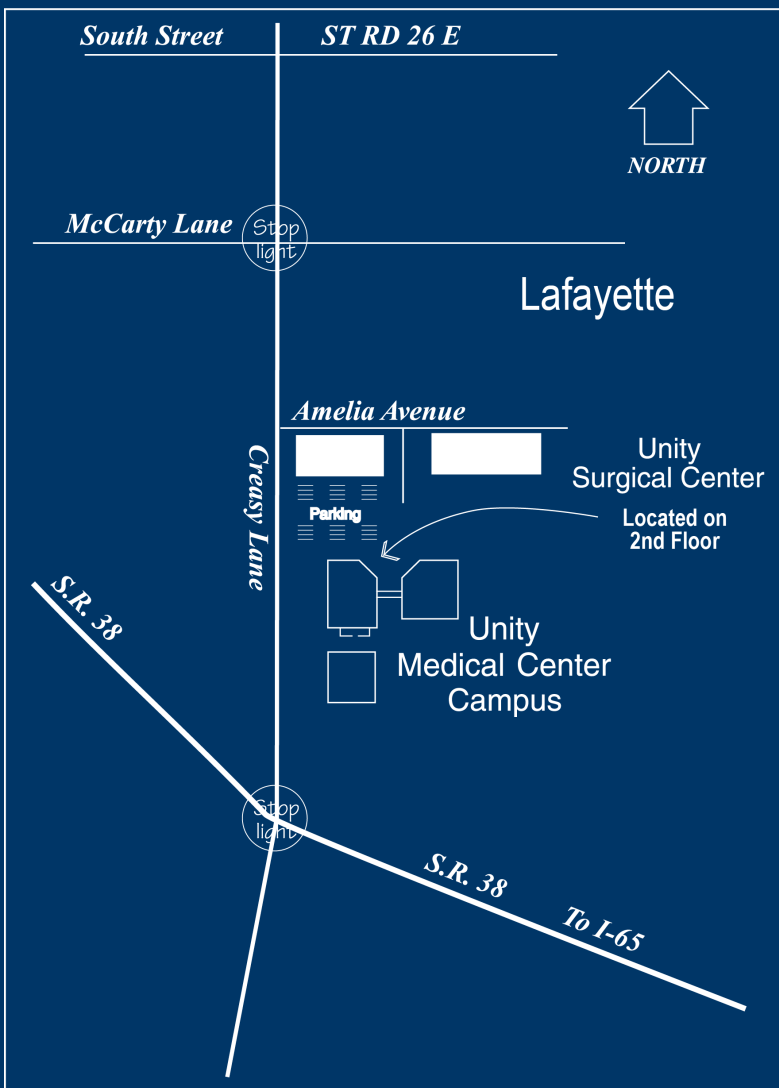 South Street
ST RD 26 E
NORTH
McCarty Lane
Stop
light
Lafayette
Amelia Avenue
Creasy Lane
Unity
Surgical Center
Located on
2nd Floor
Parking
S.R. 38
Unity
Medical Center
Campus
Stop
light
S.R. 38
To I-65